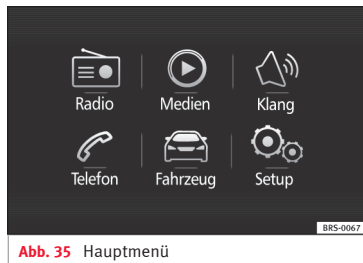 Radio Medien Klang
Telefon Fahrzeug Setup
BRS-0067
Abb. 35 Hauptmenü